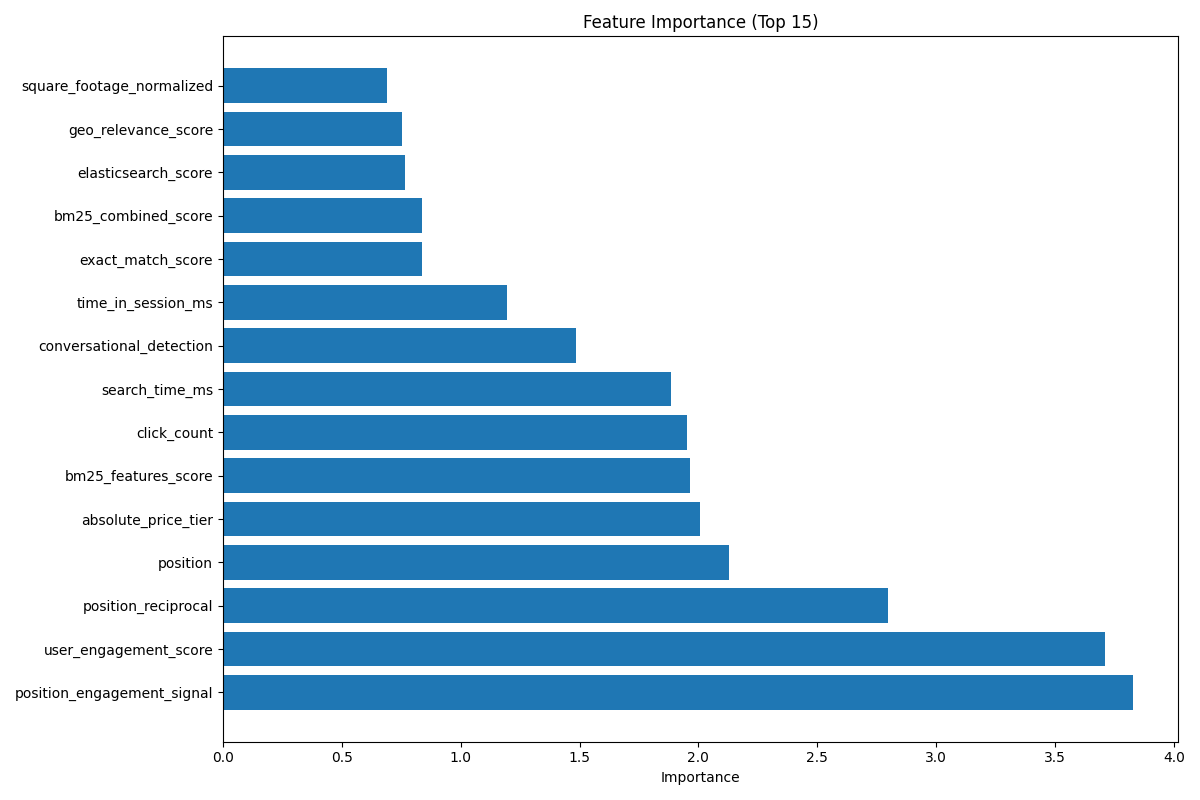 Feature Importance (Top 15)
square_footage_normalized
geo_relevance_score
elasticsearch_score
bm25_combined_score
exact_match_score
time_in_session_ms
conversational_detection
search_time_ms
click_count
bm25_features_score
absolute_price_tier
position
position_reciprocal
user_engagement_score
position_engagement_signal
0.0 0.5 1.0 1.5 2.0 2.5 3.0 3.5 4.0
Importance